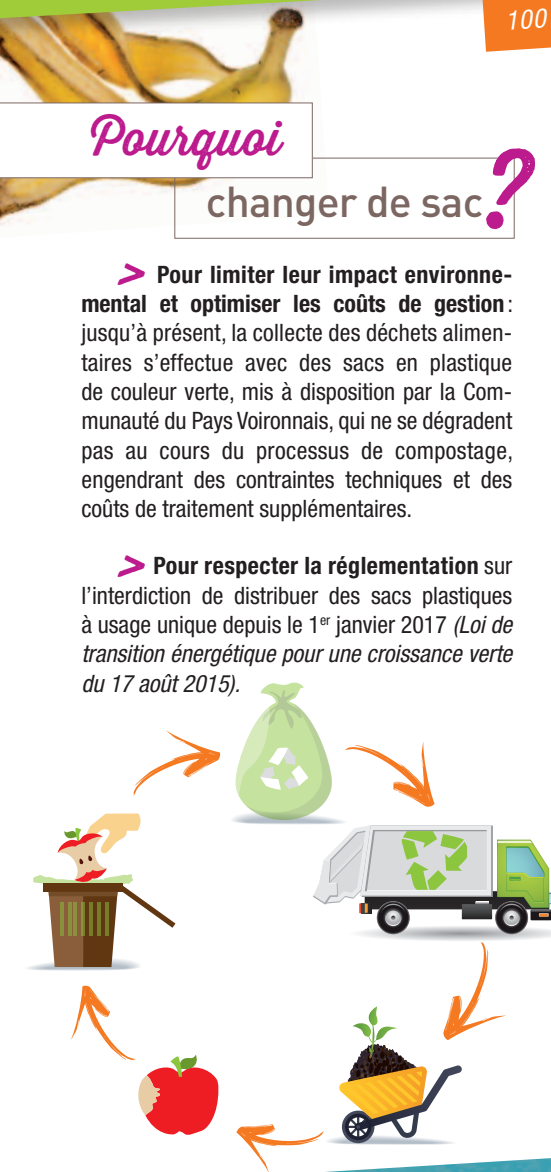 100
Pourquoi
changer de sac ?
> Pour limiter leur impact environne-
mental et optimiser les coûts de gestion :
jusqu'à présent, la collecte des déchets alimen-
taires s'effectue avec des sacs en plastique
de couleur verte, mis à disposition par la Com-
munauté du Pays Voironnais, qui ne se dégradent
pas au cours du processus de compostage,
engendrant des contraintes techniques et des
coûts de traitement supplémentaires.
> Pour respecter la réglementation sur
l'interdiction de distribuer des sacs plastiques
à usage unique depuis le 1er janvier 2017 (Loi de
transition énergétique pour une croissance verte
du 17 août 2015).